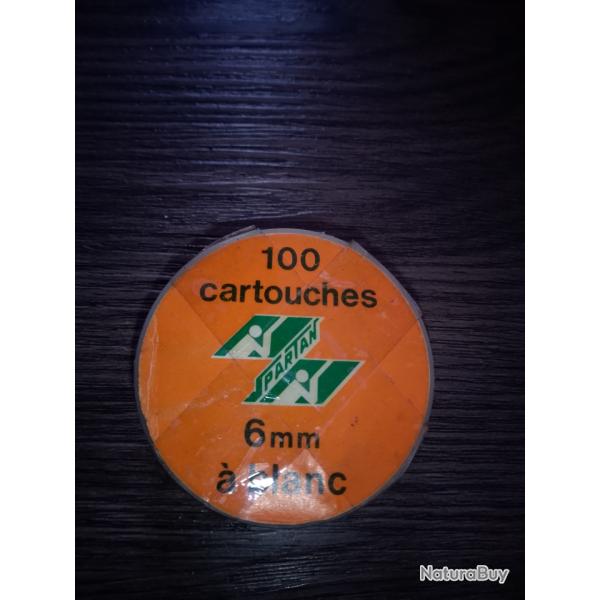 100
cartouches
SPARTAN
6mm
à blanc
NaturaBuy